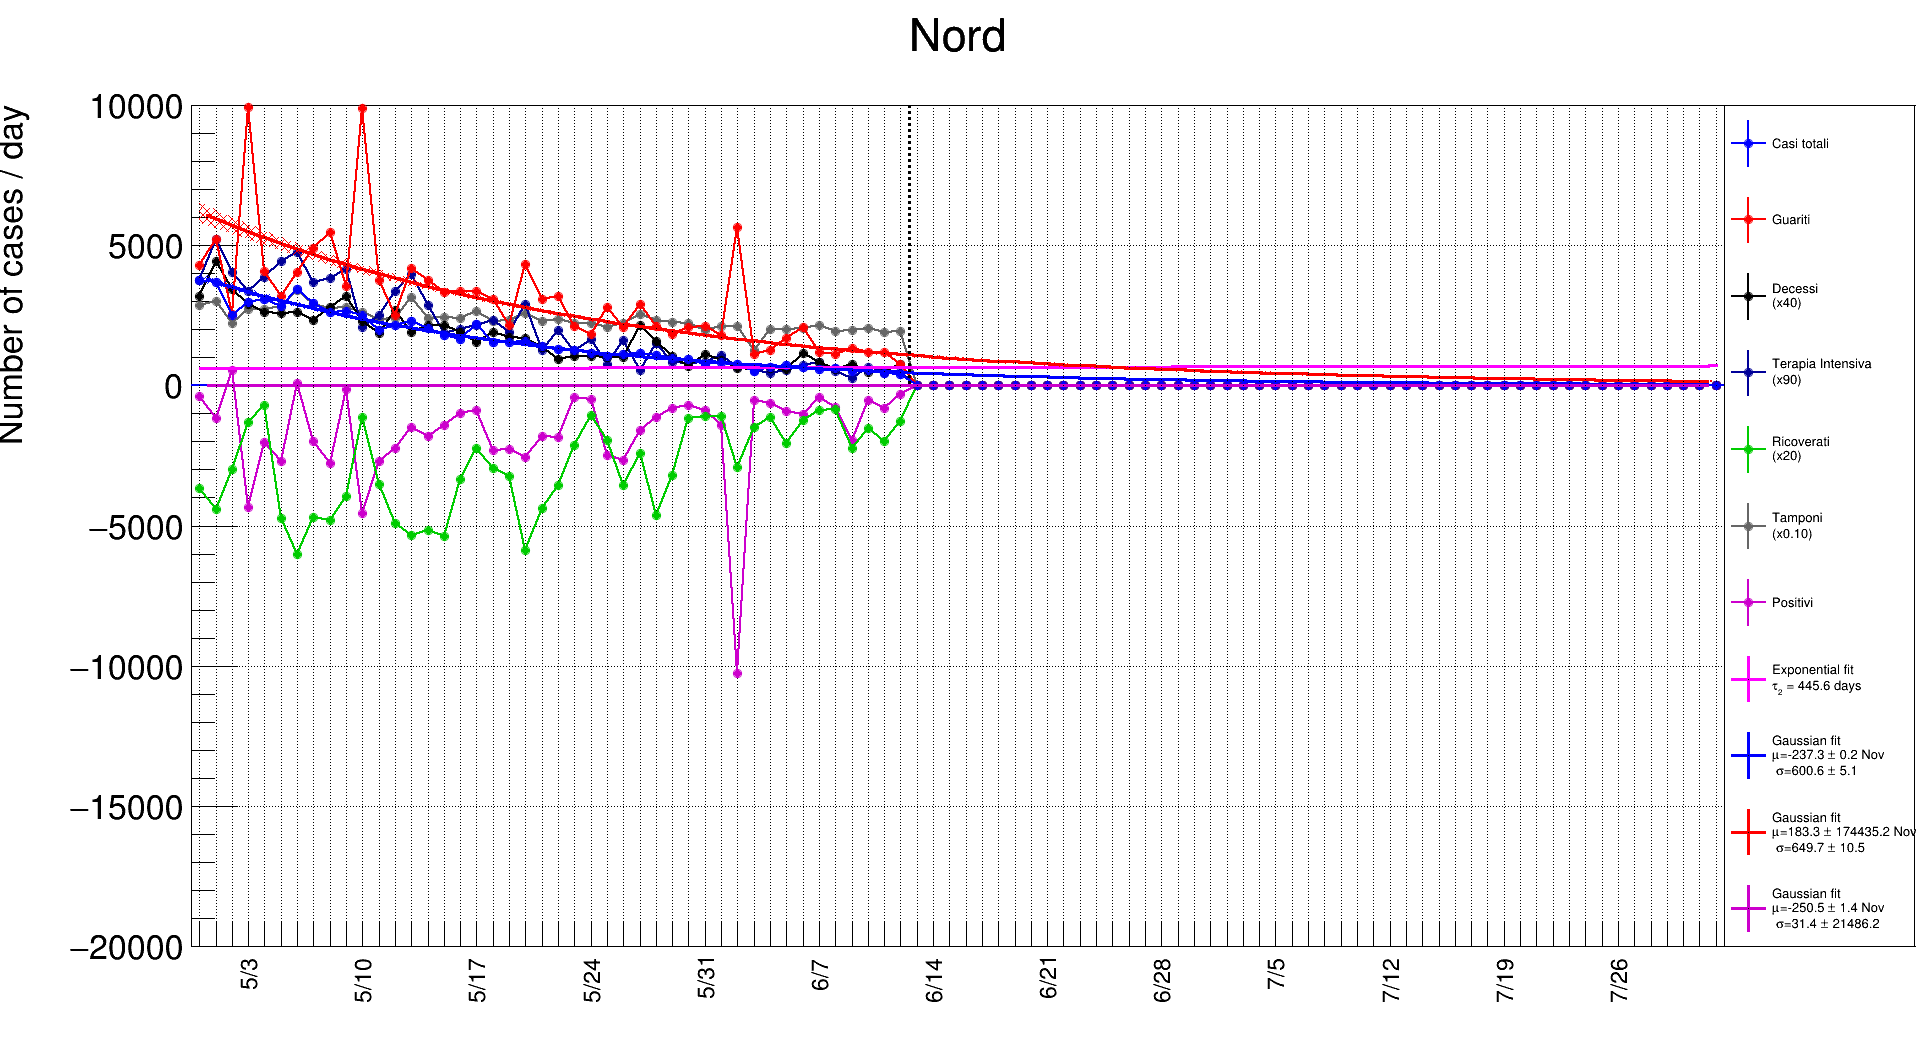 Nord
Number of cases / day
10000
5000
0
−5000
−10000
−15000
−20000
5/3
5/10
5/17
5/24
5/31
6/7
6/14
6/21
6/28
7/5
7/12
7/19
7/26
Casi totali
Guariti
Decessi
(x40)
Terapia Intensiva
(x90)
Ricoverati
(x20)
Tamponi
(x0.10)
Positivi
Exponential fit
τ₂ = 445.6 days
Gaussian fit
μ=-237.3 ± 0.2 Nov
σ=600.6 ± 5.1
Gaussian fit
μ=183.3 ± 174435.2 Nov
σ=649.7 ± 10.5
Gaussian fit
μ=-250.5 ± 1.4 Nov
σ=31.4 ± 21486.2